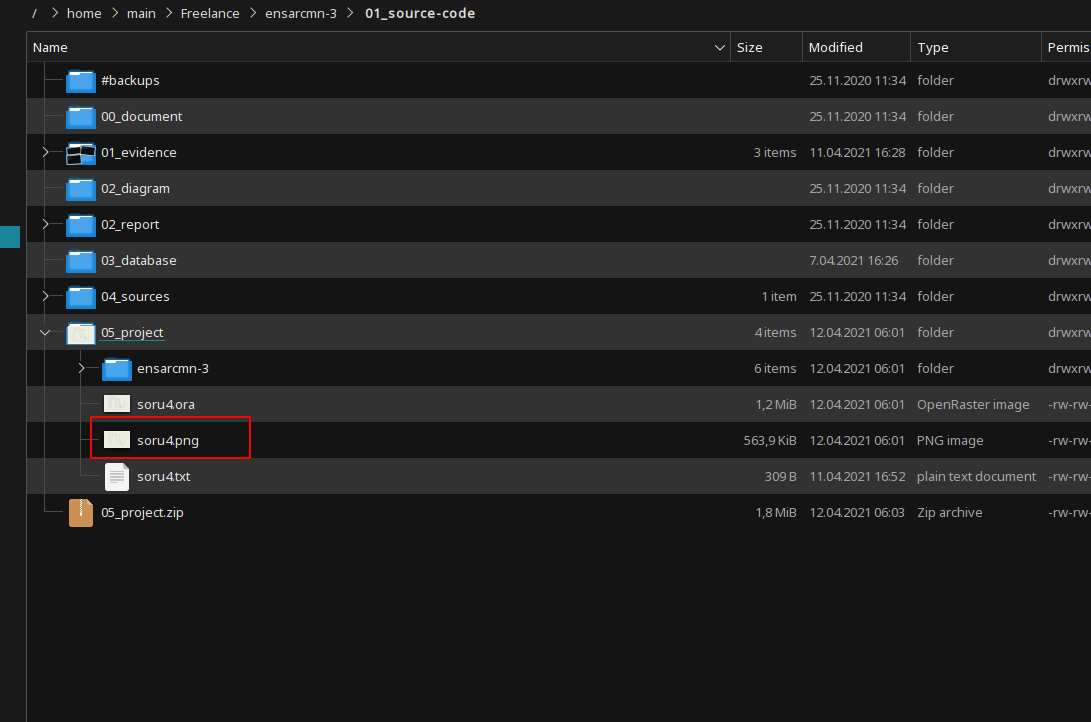 / > home > main > Freelance > ensarcmn-3 > 01_source-code
Name Size Modified Type Permis
#backups 25.11.2020 11:34 folder drwxrw
00_document 25.11.2020 11:34 folder drwxrw
01_evidence 3 items 11.04.2021 16:28 folder drwxrw
02_diagram 25.11.2020 11:34 folder drwxrw
02_report 25.11.2020 11:34 folder drwxrw
03_database 7.04.2021 16:26 folder drwxrw
04_sources 1 item 25.11.2020 11:34 folder drwxrw
05_project 4 items 12.04.2021 06:01 folder drwxrw
ensarcmn-3 6 items 12.04.2021 06:01 folder drwxrw
soru4.ora 1,2 MiB 12.04.2021 06:01 OpenRaster image -rw-rw-
soru4.png 563,9 KiB 12.04.2021 06:01 PNG image -rw-rw-
soru4.txt 309 B 11.04.2021 16:52 plain text document -rw-rw-
05_project.zip 1,8 MiB 12.04.2021 06:03 Zip archive -rw-rw-